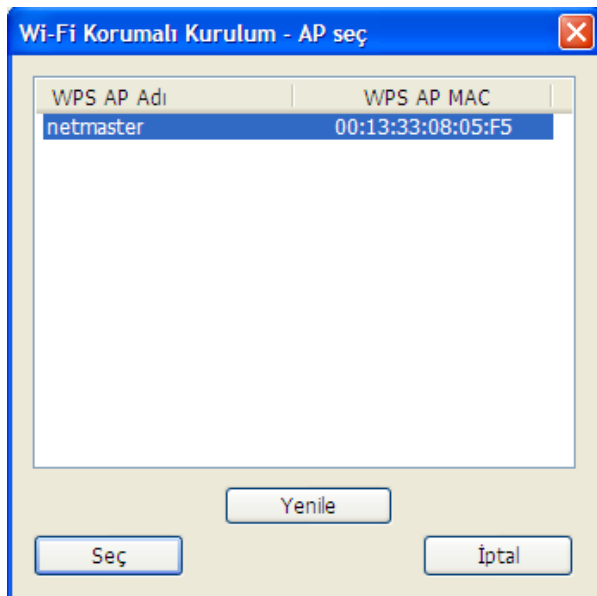 Wi-Fi Korumalı Kurulum - AP seç
WPS AP Adı WPS AP MAC
netmaster 00:13:33:08:05:F5
Yenile
Seç İptal